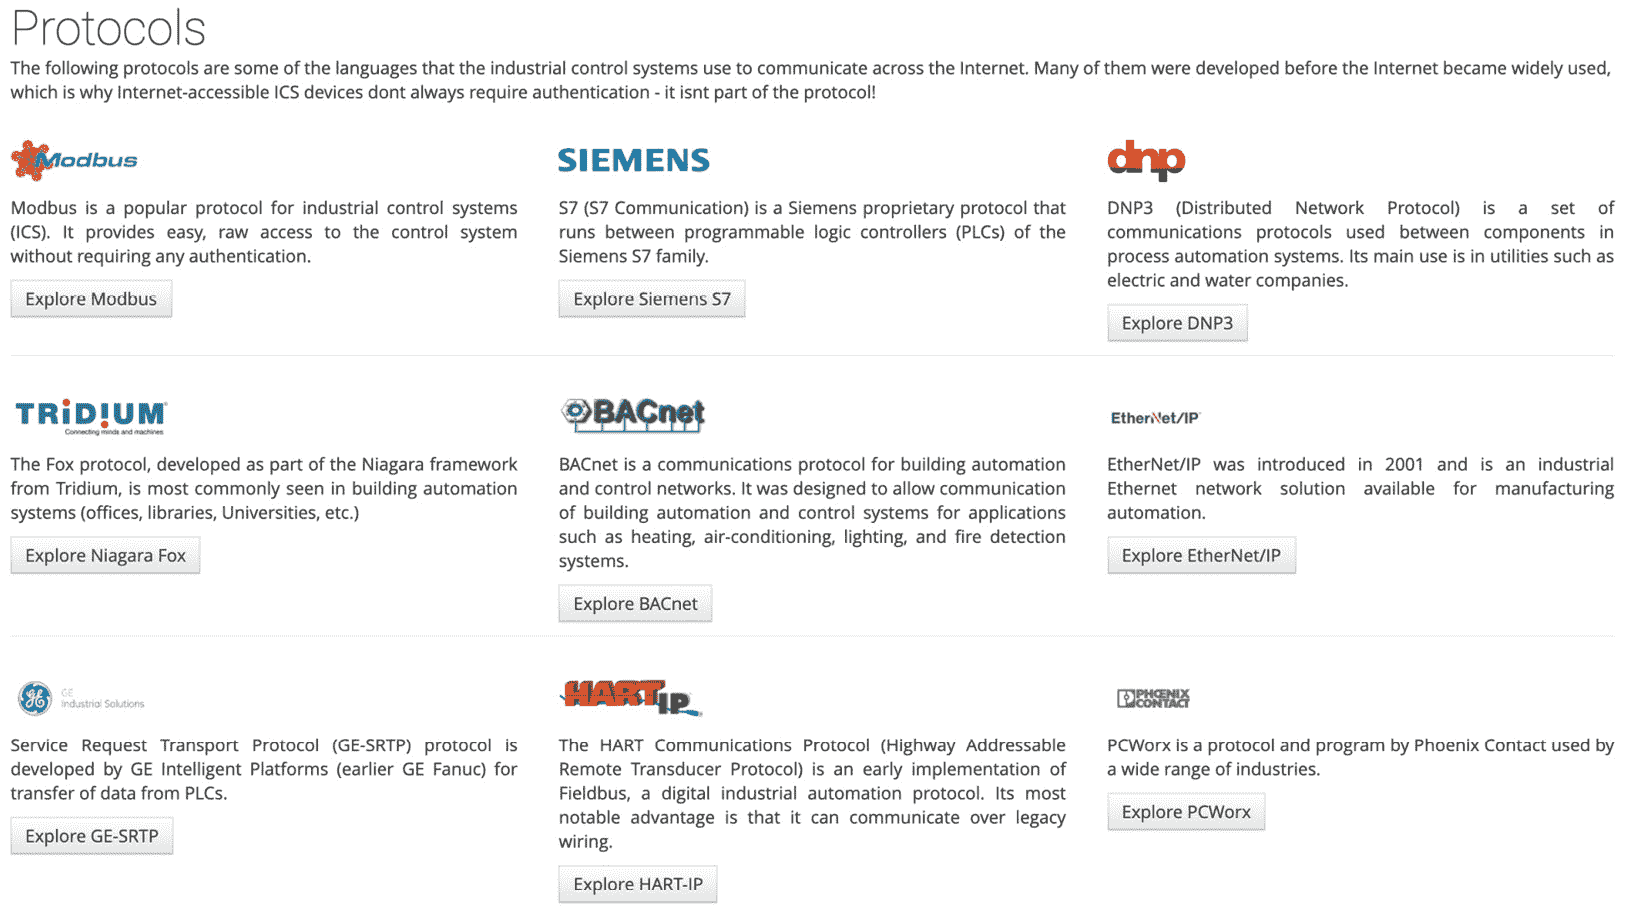 Protocols
The following protocols are some of the languages that the industrial control systems use to communicate across the Internet. Many of them were developed before the Internet became widely used,
which is why Internet-accessible ICS devices dont always require authentication - it isnt part of the protocol!
Modbus
Modbus is a popular protocol for industrial control systems
(ICS). It provides easy, raw access to the control system
without requiring any authentication.
Explore Modbus
SIEMENS
S7 (S7 Communication) is a Siemens proprietary protocol that
runs between programmable logic controllers (PLCs) of the
Siemens S7 family.
Explore Siemens S7
dnp
DNP3 (Distributed Network Protocol) is a set of
communications protocols used between components in
process automation systems. Its main use is in utilities such as
electric and water companies.
Explore DNP3
TRIDIUM
Connecting minds and machines
The Fox protocol, developed as part of the Niagara framework
from Tridium, is most commonly seen in building automation
systems (offices, libraries, Universities, etc.)
Explore Niagara Fox
BACnet
BACnet is a communications protocol for building automation
and control networks. It was designed to allow communication
of building automation and control systems for applications
such as heating, air-conditioning, lighting, and fire detection
systems.
Explore BACnet
EtherNet/IP
EtherNet/IP was introduced in 2001 and is an industrial
Ethernet network solution available for manufacturing
automation.
Explore EtherNet/IP
GE
Industrial Solutions
Service Request Transport Protocol (GE-SRTP) protocol is
developed by GE Intelligent Platforms (earlier GE Fanuc) for
transfer of data from PLCs.
Explore GE-SRTP
HART IP
The HART Communications Protocol (Highway Addressable
Remote Transducer Protocol) is an early implementation of
Fieldbus, a digital industrial automation protocol. Its most
notable advantage is that it can communicate over legacy
wiring.
Explore HART-IP
PHŒNIX
CONTACT
PCWorx is a protocol and program by Phoenix Contact used by
a wide range of industries.
Explore PCWorx